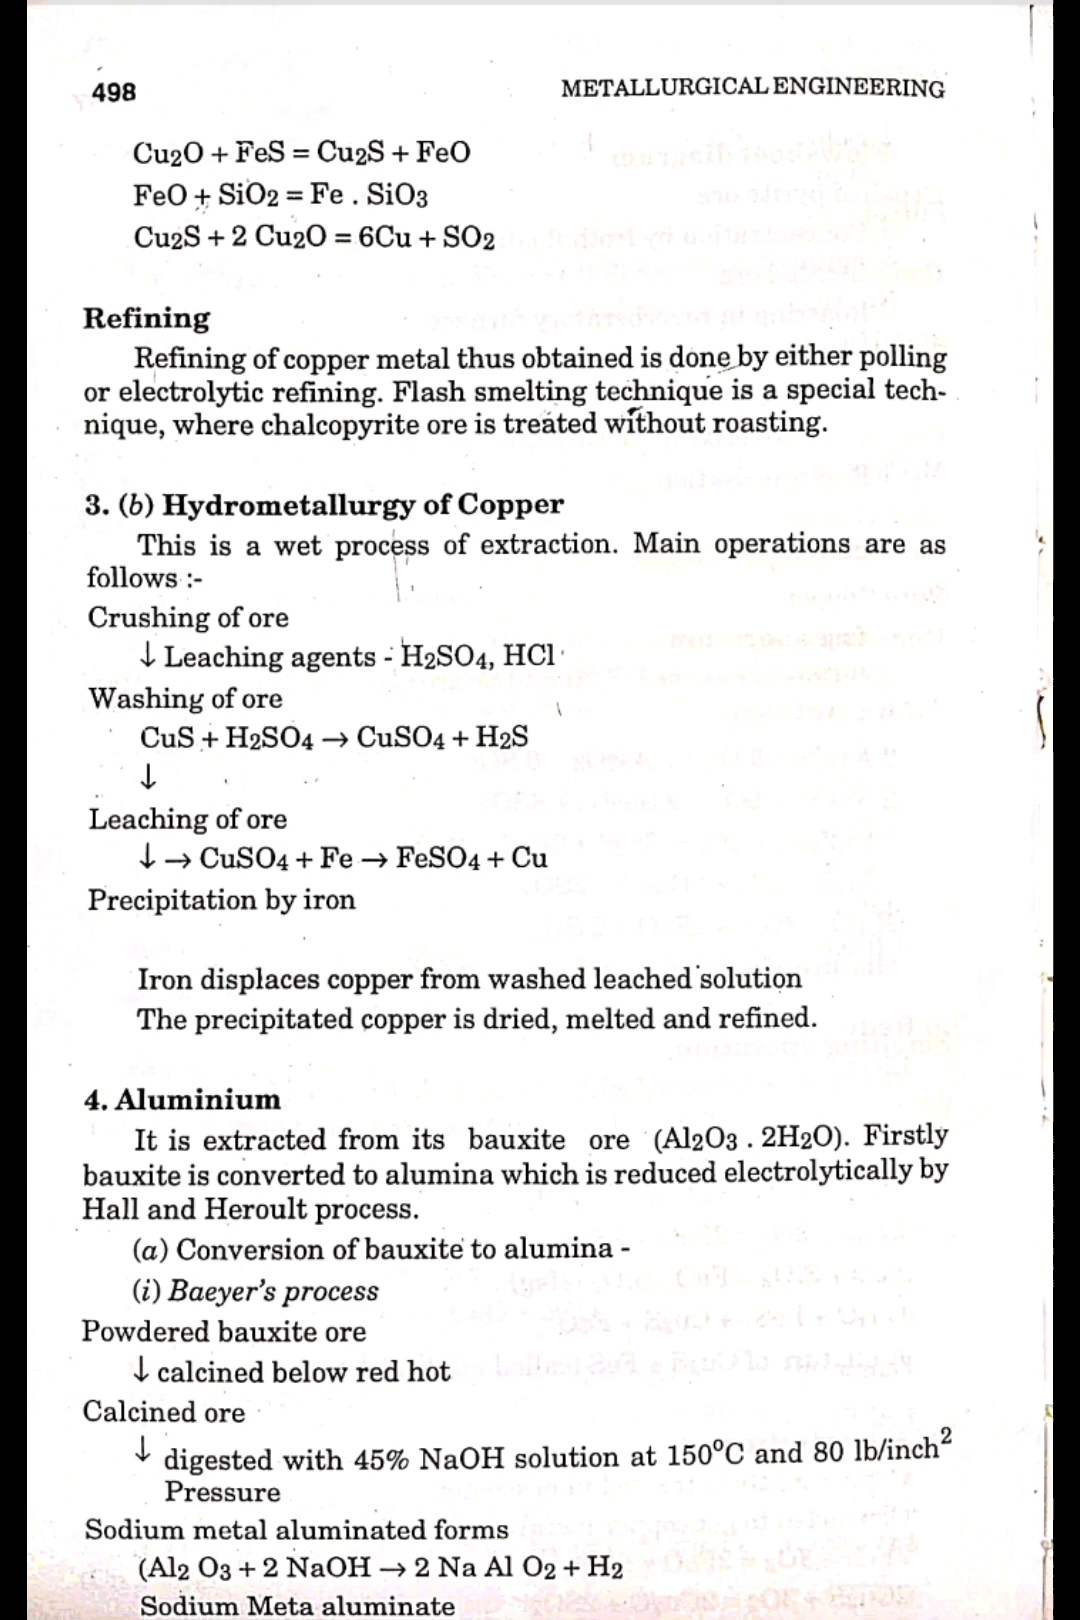 498
METALLURGICAL ENGINEERING
Cu2O + FeS = Cu2S + FeO
FeO + SiO2 = Fe . SiO3
Cu2S + 2 Cu2O = 6Cu + SO2
Refining
Refining of copper metal thus obtained is done by either polling
or electrolytic refining. Flash smelting technique is a special tech-
nique, where chalcopyrite ore is treated without roasting.
3. (b) Hydrometallurgy of Copper
This is a wet process of extraction. Main operations are as
follows :-
Crushing of ore
↓ Leaching agents - H2SO4, HCl
Washing of ore
CuS + H2SO4 → CuSO4 + H2S
↓
Leaching of ore
↓ → CuSO4 + Fe → FeSO4 + Cu
Precipitation by iron
Iron displaces copper from washed leached solution
The precipitated copper is dried, melted and refined.
4. Aluminium
It is extracted from its bauxite ore (Al2O3 . 2H2O). Firstly
bauxite is converted to alumina which is reduced electrolytically by
Hall and Heroult process.
(a) Conversion of bauxite to alumina -
(i) Baeyer's process
Powdered bauxite ore
↓ calcined below red hot
Calcined ore
↓ digested with 45% NaOH solution at 150°C and 80 lb/inch2
Pressure
Sodium metal aluminated forms
(Al2 O3 + 2 NaOH → 2 Na Al O2 + H2
Sodium Meta aluminate